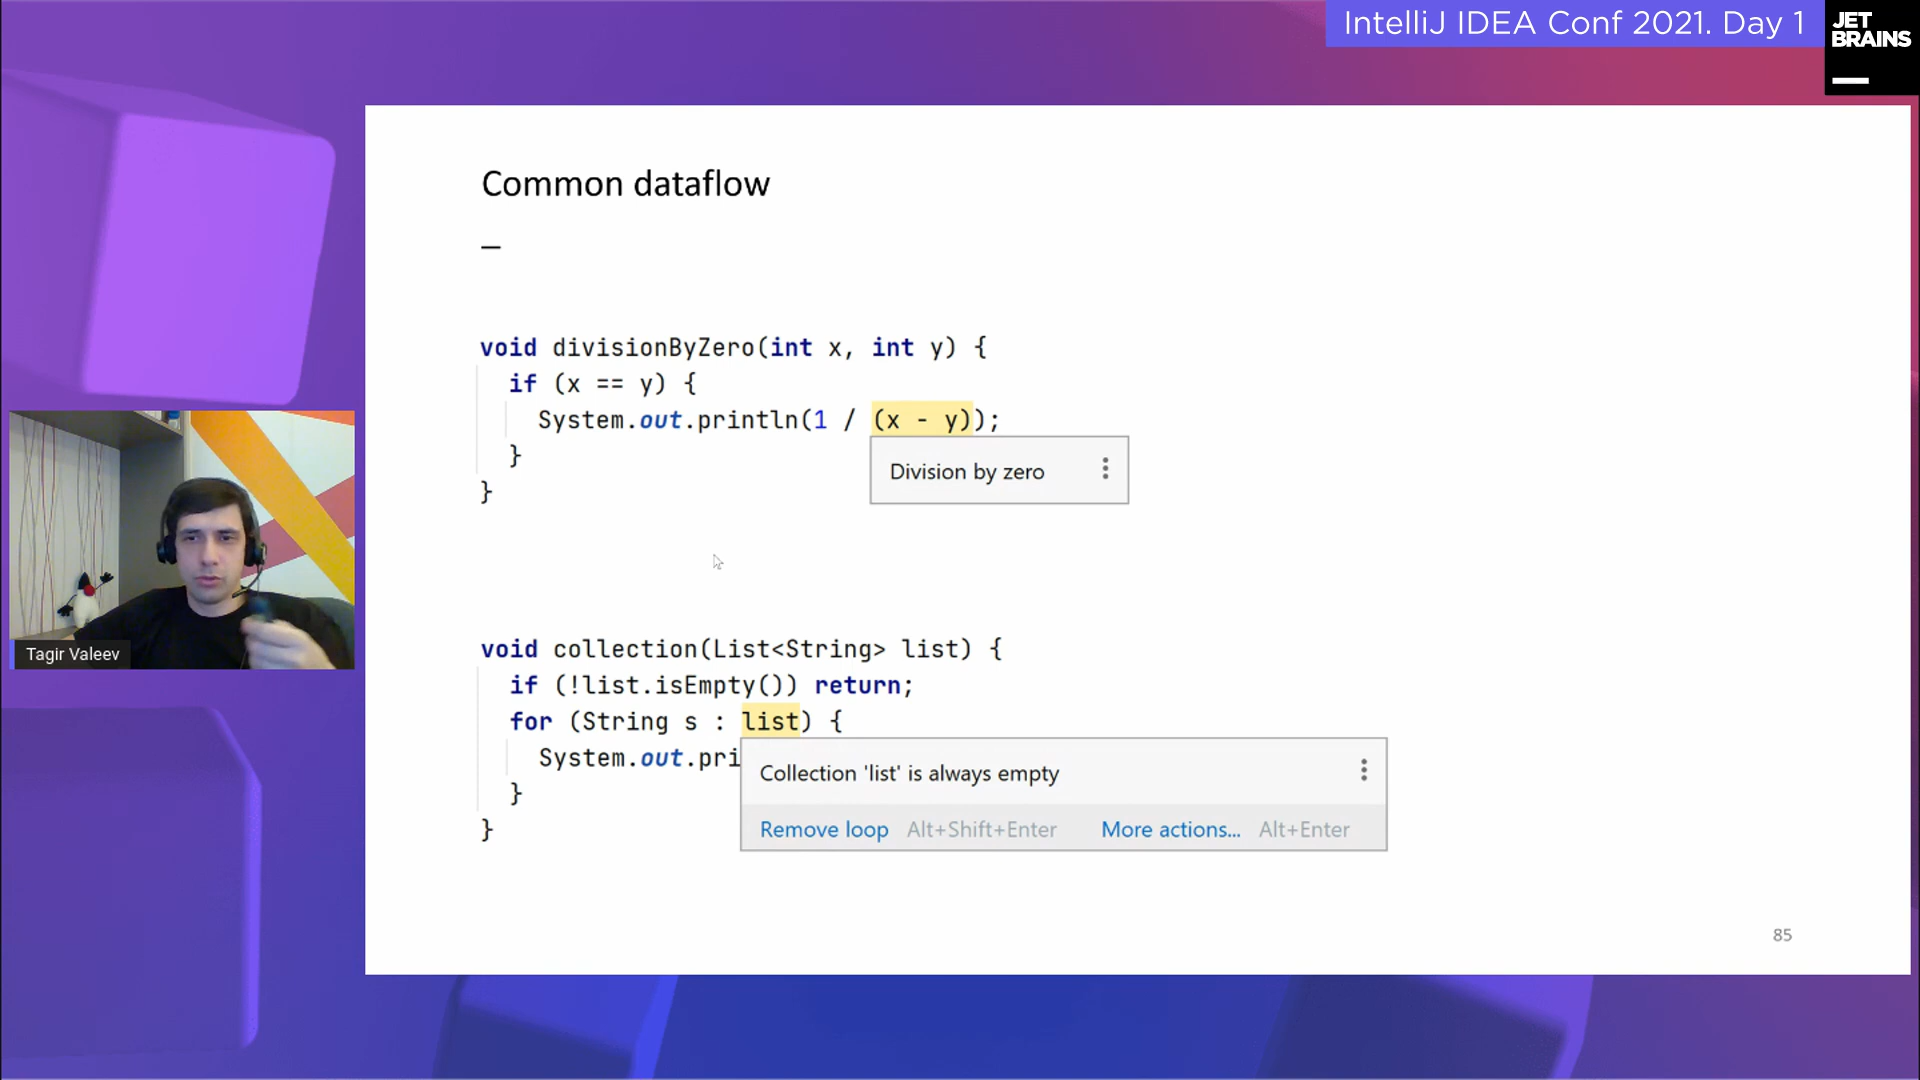 IntelliJ IDEA Conf 2021. Day 1
JET
BRAINS
Common dataflow
—
void divisionByZero(int x, int y) {
if (x == y) {
System.out.println(1 / (x - y));
}
}
Division by zero
void collection(List<String> list) {
if (!list.isEmpty()) return;
for (String s : list) {
System.out.pri
}
}
Collection 'list' is always empty
Remove loop Alt+Shift+Enter More actions... Alt+Enter
Tagir Valeev
85